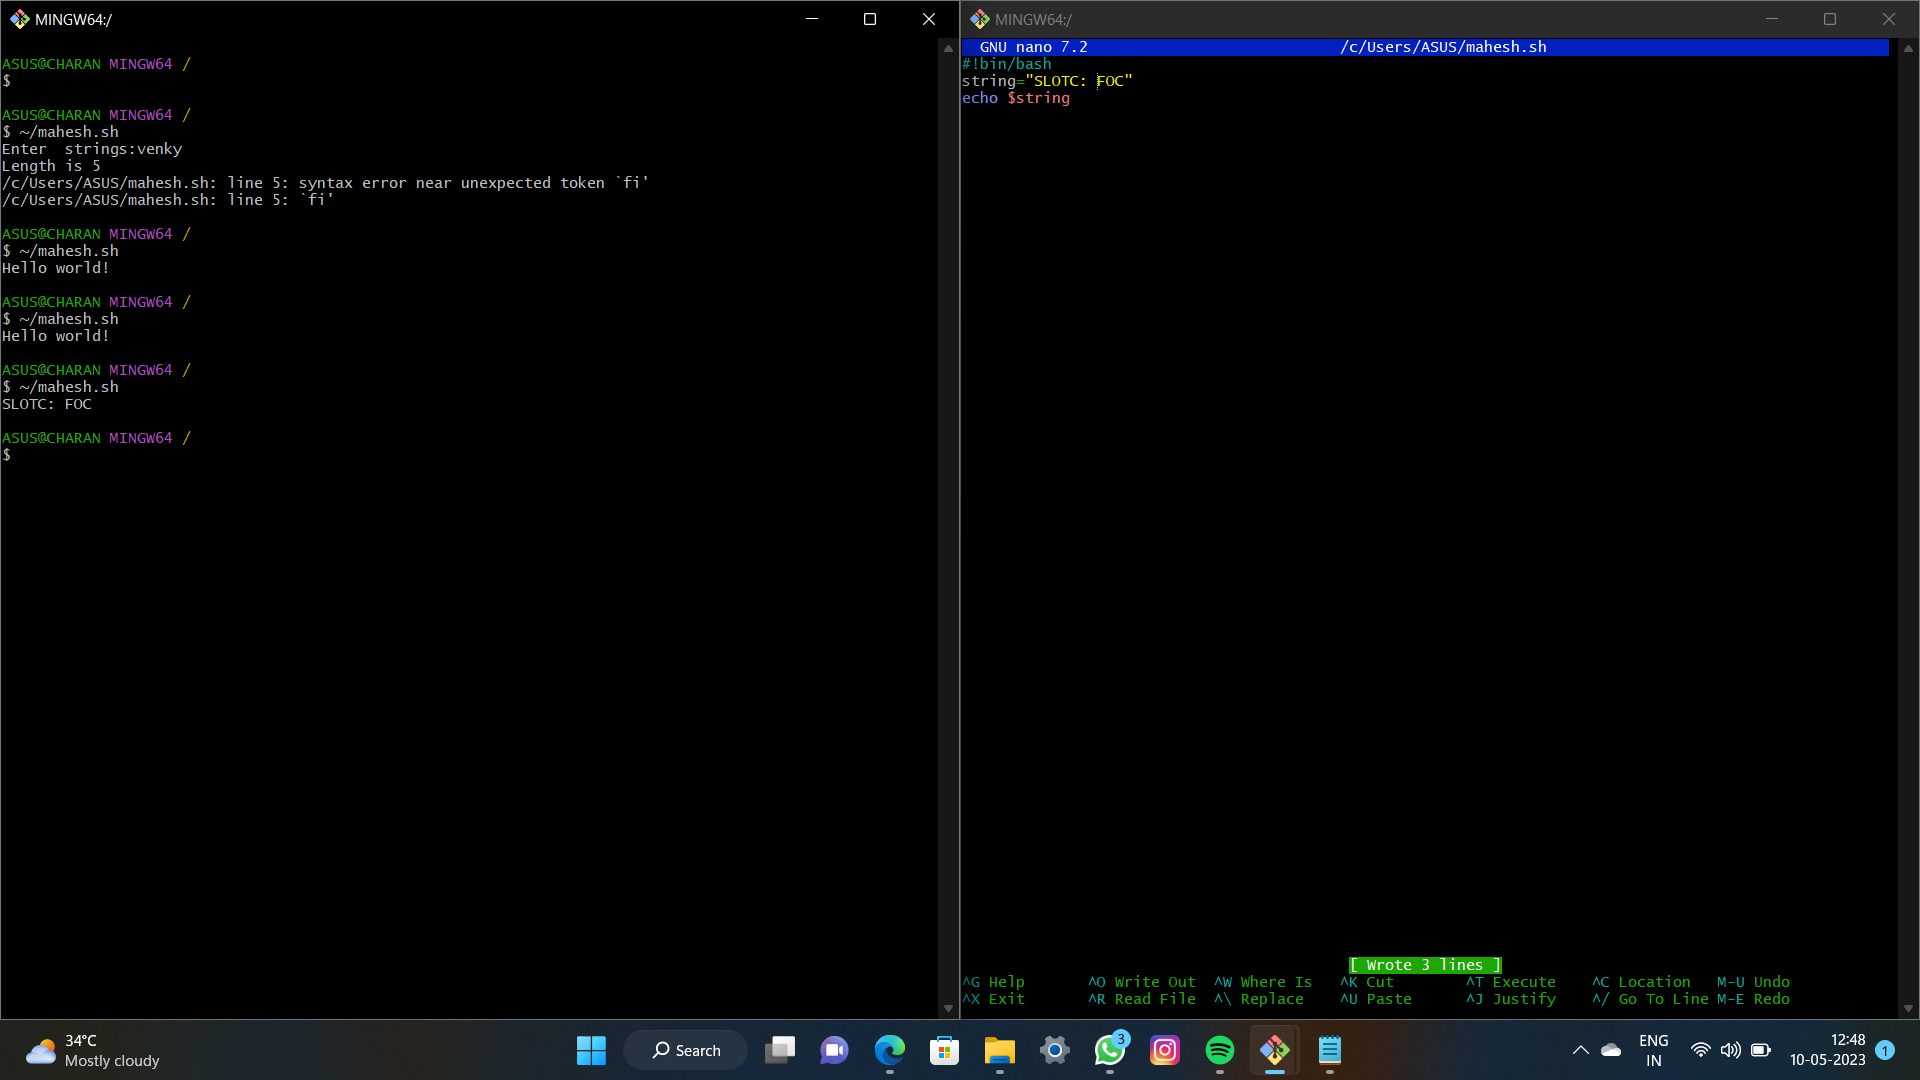 MINGW64:/
ASUS@CHARAN MINGW64 /
$
ASUS@CHARAN MINGW64 /
$ ~/mahesh.sh
Enter  strings:venky
Length is 5
/c/Users/ASUS/mahesh.sh: line 5: syntax error near unexpected token `fi'
/c/Users/ASUS/mahesh.sh: line 5: `fi'
ASUS@CHARAN MINGW64 /
$ ~/mahesh.sh
Hello world!
ASUS@CHARAN MINGW64 /
$ ~/mahesh.sh
Hello world!
ASUS@CHARAN MINGW64 /
$ ~/mahesh.sh
SLOTC: FOC
ASUS@CHARAN MINGW64 /
$
MINGW64:/
GNU nano 7.2 /c/Users/ASUS/mahesh.sh
#!bin/bash
string="SLOTC: FOC"
echo $string
[ Wrote 3 lines ]
^G Help ^O Write Out ^W Where Is ^K Cut ^T Execute ^C Location M-U Undo
^X Exit ^R Read File ^\ Replace ^U Paste ^J Justify ^/ Go To Line M-E Redo
34°C
Mostly cloudy
Search
3
ENG
IN
12:48
10-05-2023
1